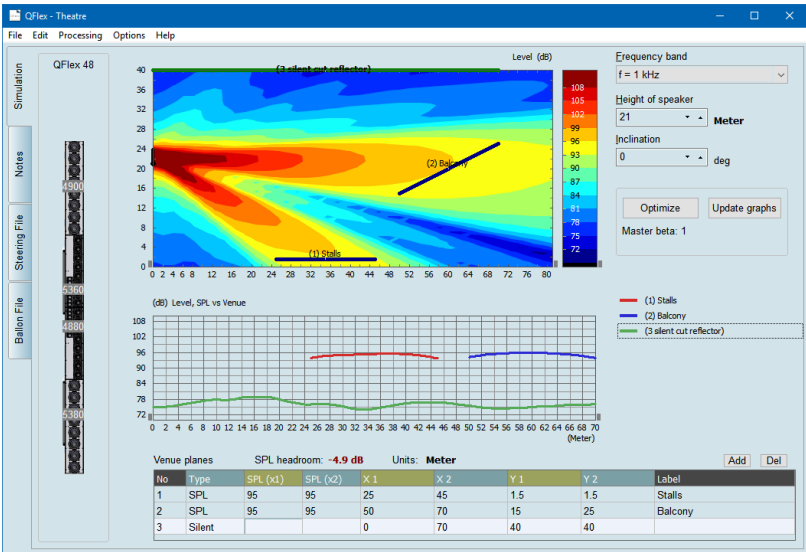 QFlex - Theatre
File Edit Processing Options Help
Simulation
Notes
Steering File
Ballon File
QFlex 48
4900
5360
4880
5380
Level (dB)
(3 silent cut reflector)
(2) Balcony
(1) Stalls
40
36
32
28
24
20
16
12
8
4
0
0 2 4 6 8 12 16 20 24 28 32 36 40 44 48 52 56 60 64 68 72 76 80
108
105
102
99
96
93
90
87
84
81
78
75
72
Frequency band
f = 1 kHz
Height of speaker
21 Meter
Inclination
0 deg
Optimize Update graphs
Master beta: 1
(dB) Level, SPL vs Venue
108
102
96
90
84
78
72
0 2 4 6 8 10 12 14 16 18 20 22 24 26 28 30 32 34 36 38 40 42 44 46 48 50 52 54 56 58 60 62 64 66 68 70
(Meter)
(1) Stalls
(2) Balcony
(3 silent cut reflector)
Venue planes SPL headroom: -4.9 dB Units: Meter Add Del
No Type SPL (x1) SPL (x2) X 1 X 2 Y 1 Y 2 Label
1 SPL 95 95 25 45 1.5 1.5 Stalls
2 SPL 95 95 50 70 15 25 Balcony
3 Silent 0 70 40 40